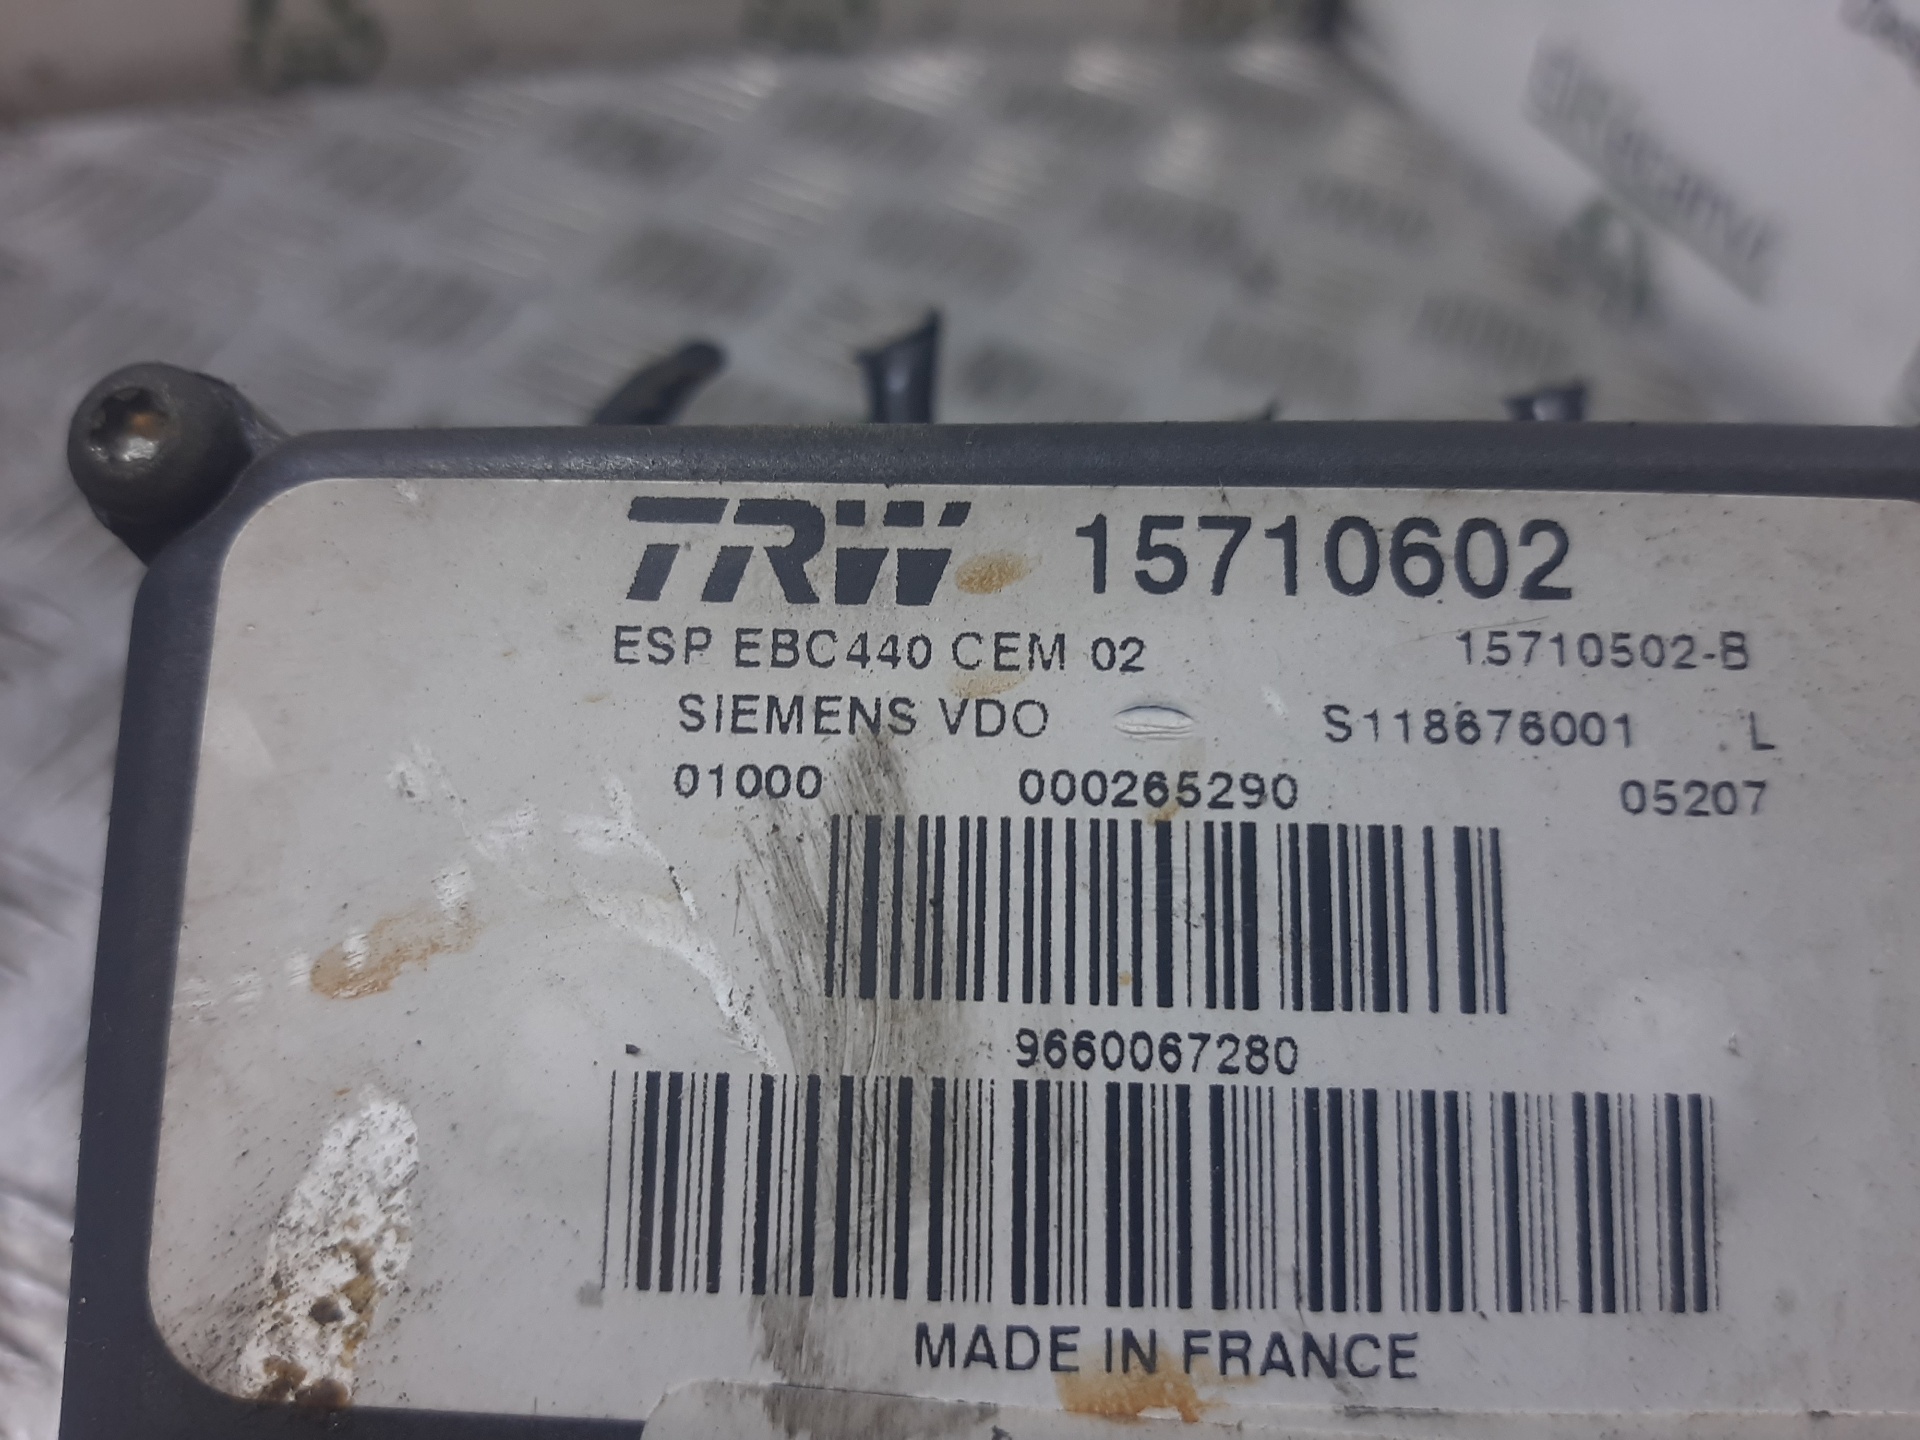 TRW 15710602
ESP EBC440 CEM 02 15710502-B
SIEMENS VDO S118676001 L
01000 000265290 05207
9660067280
MADE IN FRANCE